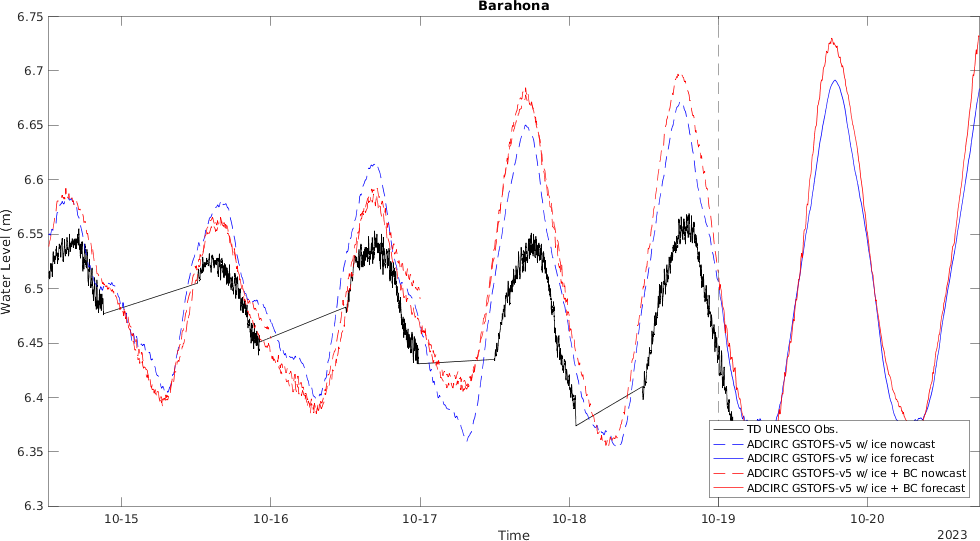 Barahona
6.75
6.7
6.65
6.6
6.55
6.5
6.45
6.4
6.35
6.3
Water Level (m)
TD UNESCO Obs.
ADCIRC GSTOFS-v5 w/ ice nowcast
ADCIRC GSTOFS-v5 w/ ice forecast
ADCIRC GSTOFS-v5 w/ ice + BC nowcast
ADCIRC GSTOFS-v5 w/ ice + BC forecast
10-15 10-16 10-17 10-18 10-19 10-20
Time
2023